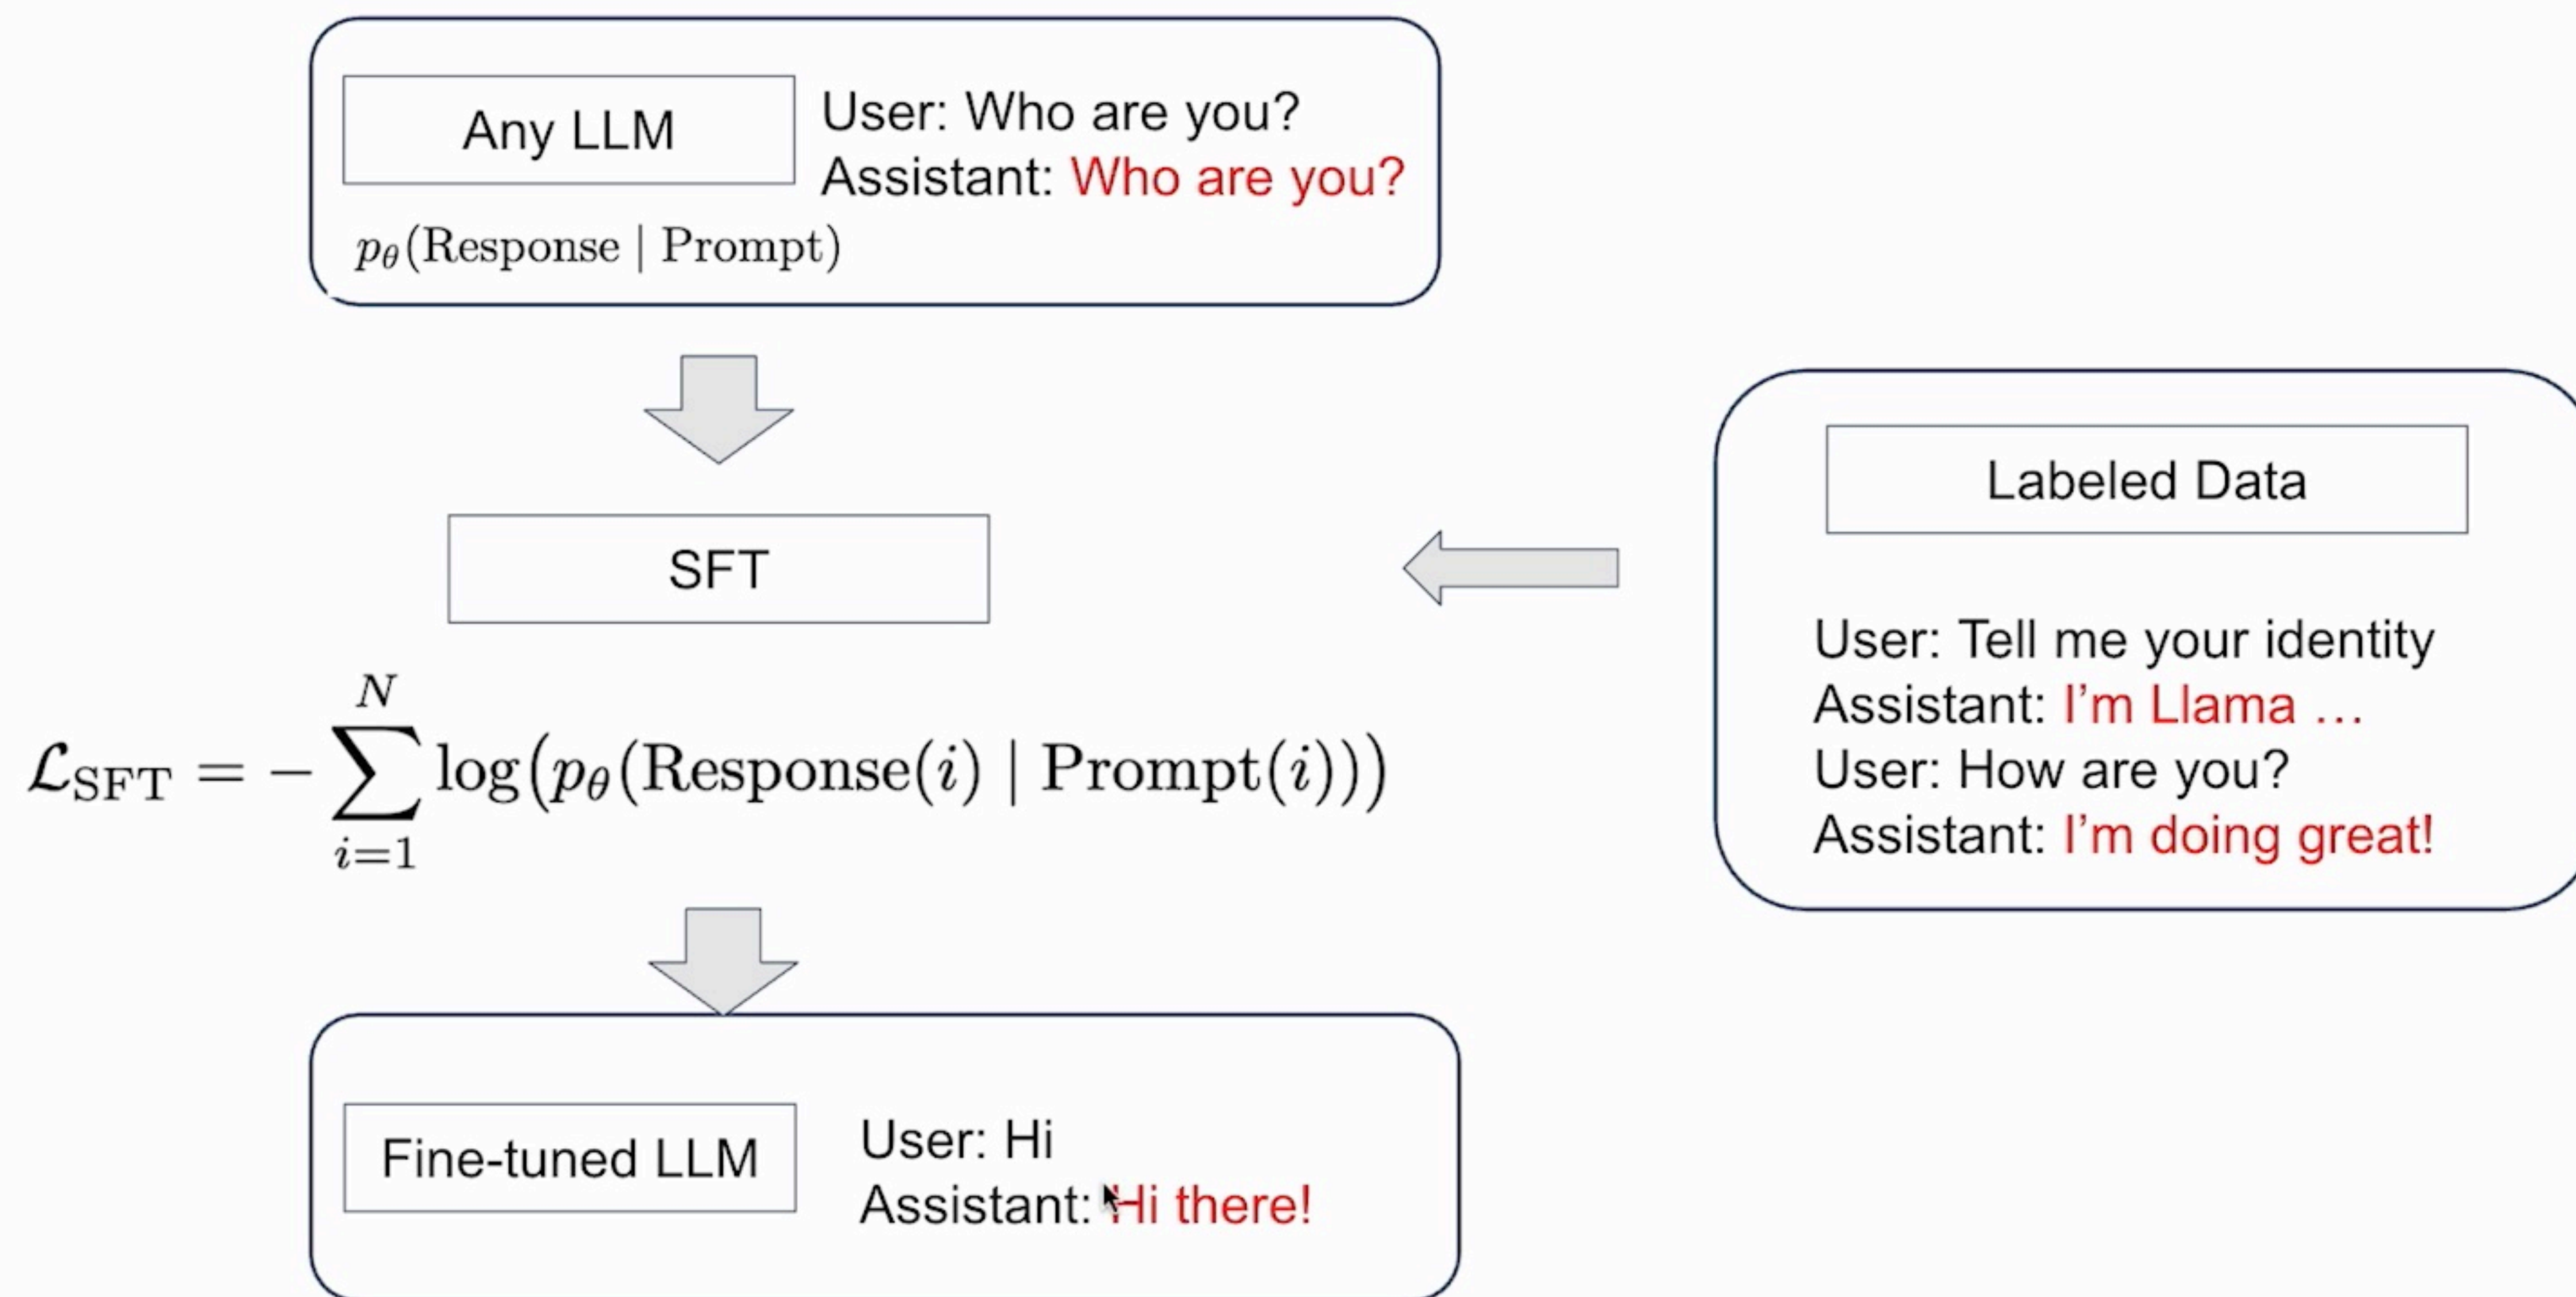 Any LLM
User: Who are you?
Assistant: Who are you?
pθ(Response | Prompt)
SFT
Labeled Data
User: Tell me your identity
Assistant: I'm Llama …
User: How are you?
Assistant: I'm doing great!
N
ℒSFT = − ∑ log(pθ(Response(i) | Prompt(i)))
i=1
Fine-tuned LLM
User: Hi
Assistant: Hi there!